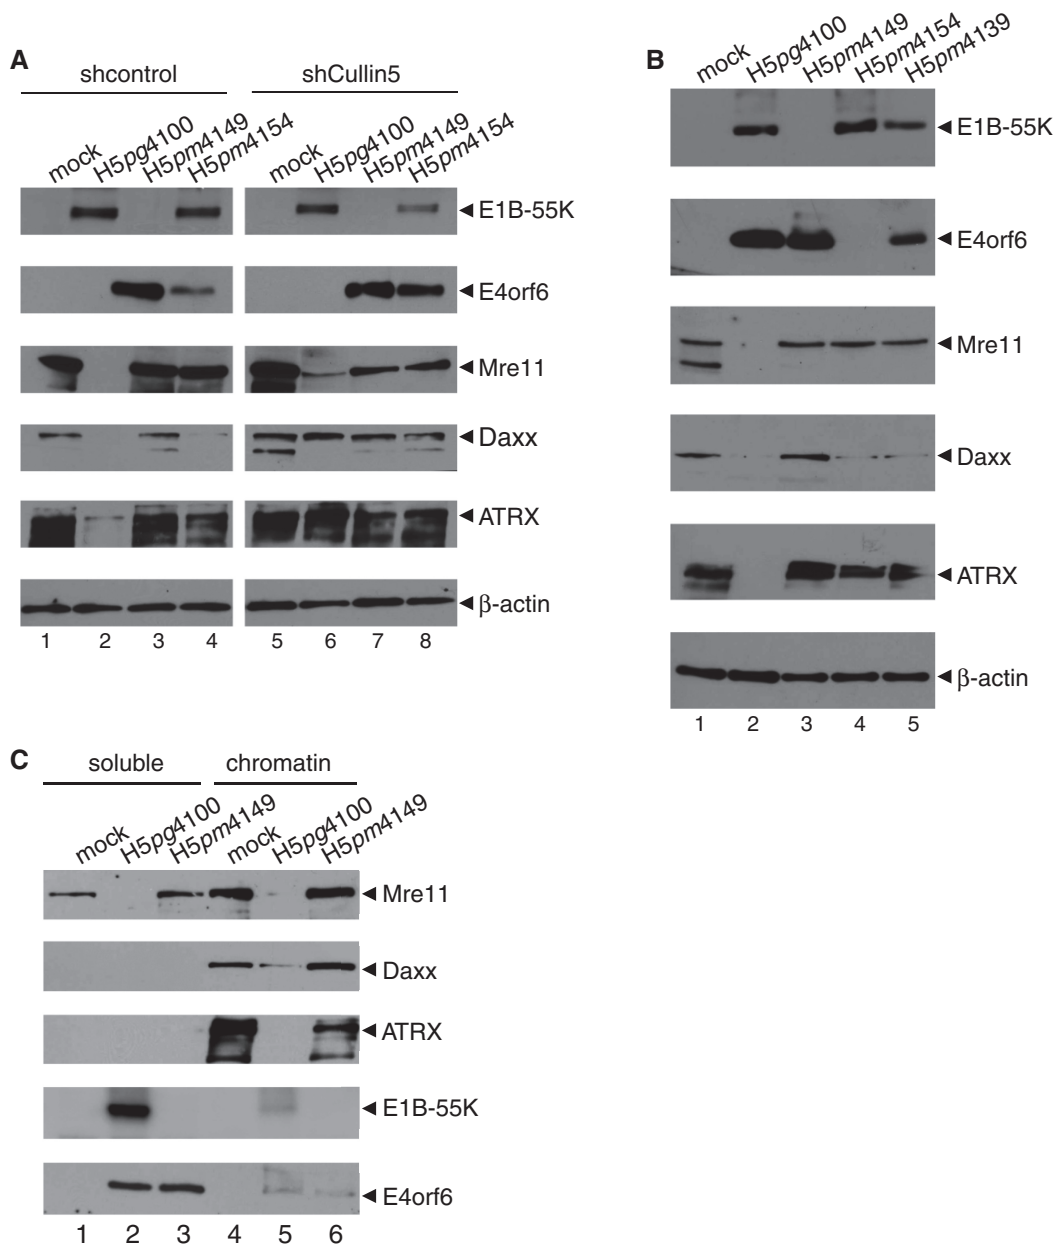 A
shcontrol shCullin5
mock H5pg4100 H5pm4149 H5pm4154 mock H5pg4100 H5pm4149 H5pm4154
E1B-55K
E4orf6
Mre11
Daxx
ATRX
β-actin
1 2 3 4 5 6 7 8
B
mock H5pg4100 H5pm4149 H5pm4154 H5pm4139
E1B-55K
E4orf6
Mre11
Daxx
ATRX
β-actin
1 2 3 4 5
C
soluble chromatin
mock H5pg4100 H5pm4149 mock H5pg4100 H5pm4149
Mre11
Daxx
ATRX
E1B-55K
E4orf6
1 2 3 4 5 6